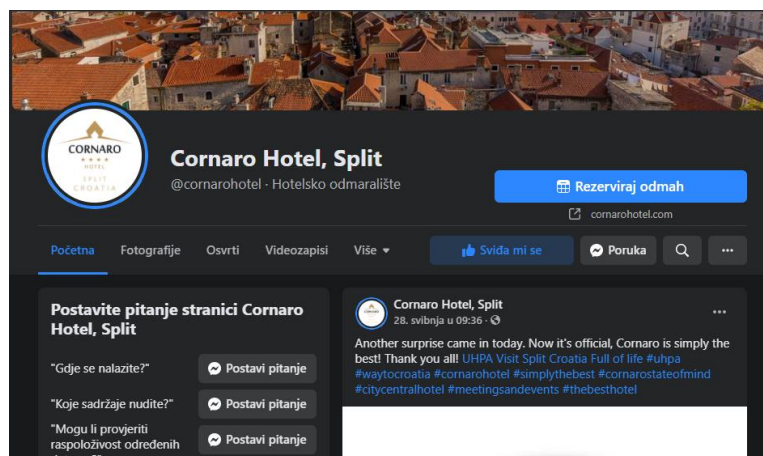 CORNARO
HOTEL
SPLIT
CROATIA
Cornaro Hotel, Split
@cornarohotel · Hotelsko odmaralište
Rezerviraj odmah
cornarohotel.com
Početna Fotografije Osvrti Videozapisi Više
Sviđa mi se Poruka ...
Postavite pitanje stranici Cornaro
Hotel, Split
"Gdje se nalazite?" Postavi pitanje
"Koje sadržaje nudite?" Postavi pitanje
"Mogu li provjeriti
raspoloživost određenih Postavi pitanje
Cornaro Hotel, Split
28. svibnja u 09:36 ·
Another surprise came in today. Now it's official, Cornaro is simply the
best! Thank you all! UHPA Visit Split Croatia Full of life #uhpa
#waytocroatia #cornarohotel #simplythebest #cornarostateofmind
#citycentralhotel #meetingsandevents #thebesthotel